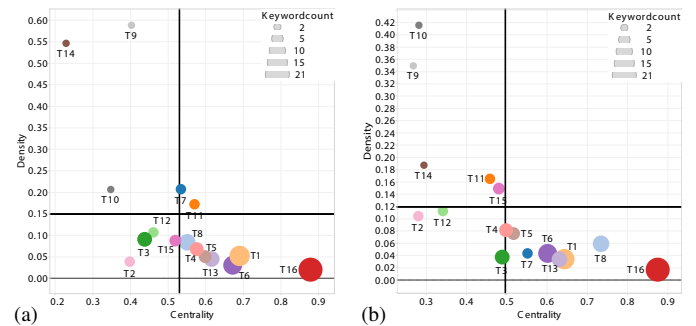 Keywordcount
2
5
10
15
21
0.60
0.55
0.50
0.45
0.40
0.35
0.30
0.25
0.20
0.15
0.10
0.05
0.00
Density
T9
T14
T10
T7
T11
T12
T3
T15
T8
T4
T5
T13
T2
T1
T6
T16
0.2 0.3 0.4 0.5 0.6 0.7 0.8 0.9
Centrality
(a)
Keywordcount
2
5
10
15
21
0.42
0.40
0.38
0.36
0.34
0.32
0.30
0.28
0.26
0.24
0.22
0.20
0.18
0.16
0.14
0.12
0.10
0.08
0.06
0.04
0.02
0.00
Density
T10
T9
T14
T11
T15
T2
T12
T4
T5
T3
T7
T6
T13
T1
T8
T16
0.3 0.4 0.5 0.6 0.7 0.8 0.9
Centrality
(b)